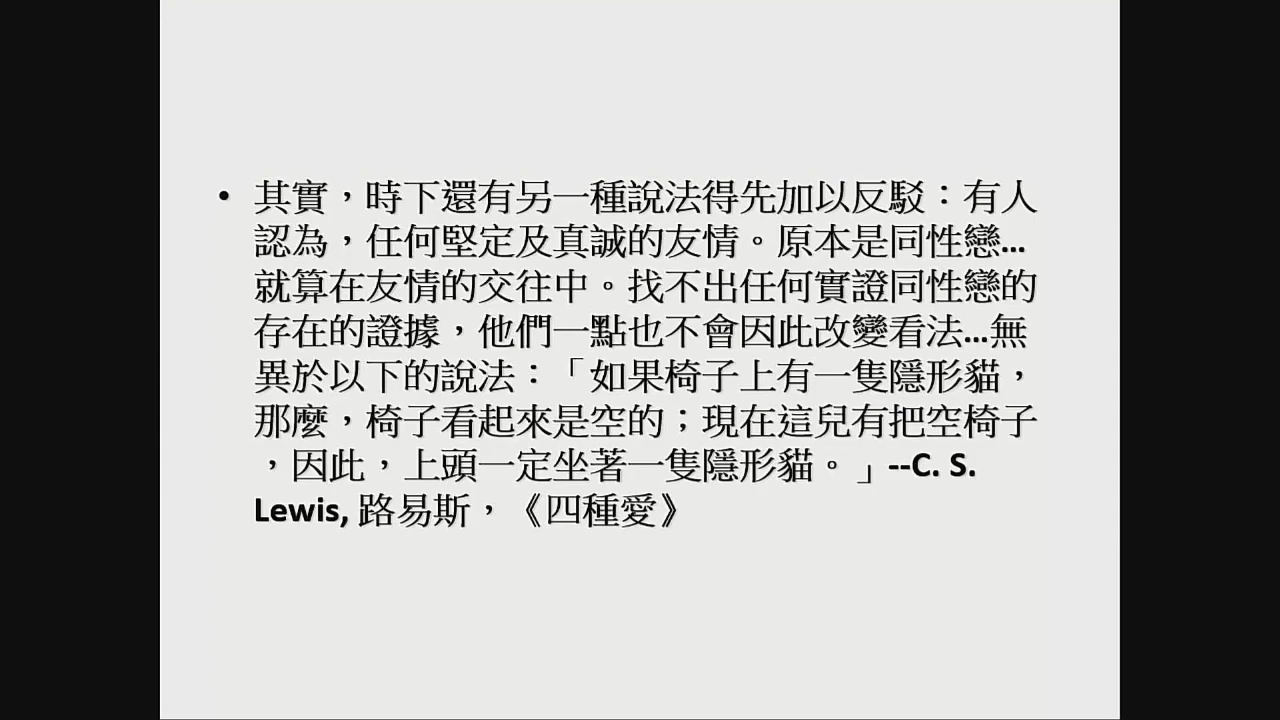 • 其實，時下還有另一種說法得先加以反駁：有人
認為，任何堅定及真誠的友情。原本是同性戀…
就算在友情的交往中。找不出任何實證同性戀的
存在的證據，他們一點也不會因此改變看法…無
異於以下的說法：「如果椅子上有一隻隱形貓，
那麼，椅子看起來是空的；現在這兒有把空椅子
，因此，上頭一定坐著一隻隱形貓。」--C. S.
Lewis, 路易斯，《四種愛》